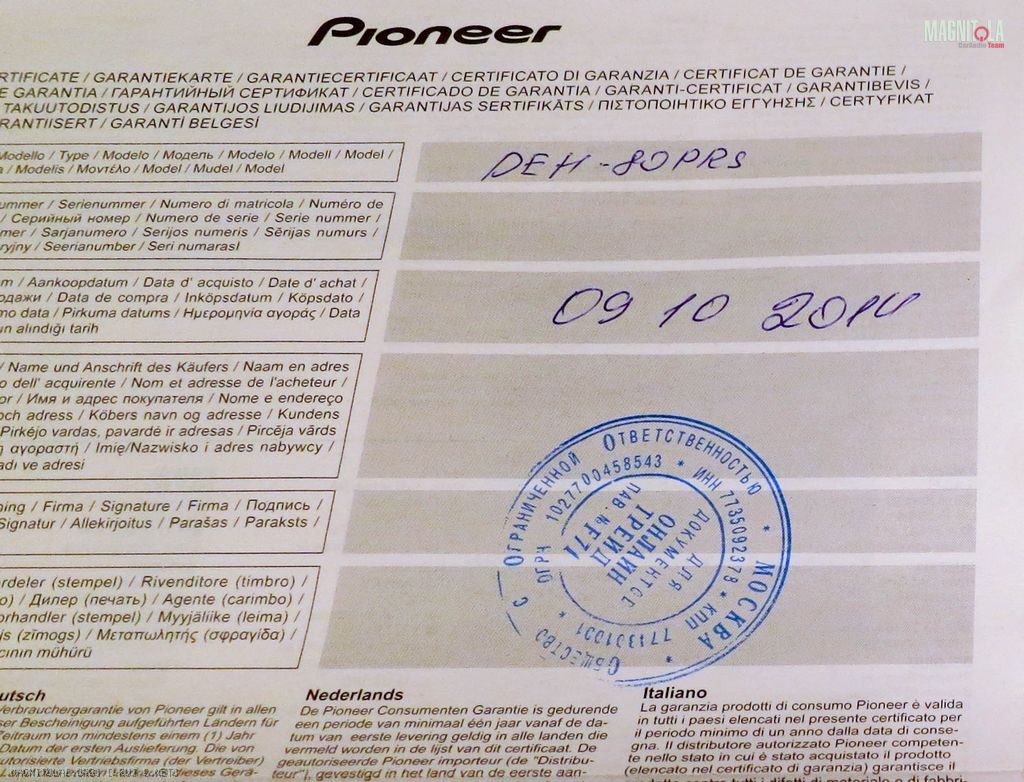 MAGNITOLA
CarAudio Team
Pioneer
RTIFICATE / GARANTIEKARTE / GARANTIECERTIFICAAT / CERTIFICATO DI GARANZIA / CERTIFICAT DE GARANTIE /
E GARANTIA / ГАРАНТИЙНЫЙ СЕРТИФИКАТ / CERTIFICADO DE GARANTIA / GARANTI-CERTIFICAT / GARANTIBEVIS /
TAKUUTODISTUS / GARANTIJOS LIUDIJIMAS / GARANTIJAS SERTIFIKĀTS / ΠΙΣΤΟΠΟΙΗΤΙΚΟ ΕΓΓΥΗΣΗΣ / CERTYFIKAT
RANTIISERT / GARANTİ BELGESİ
Modello / Type / Modelo / Модель / Modelo / Modell / Model /
/ Modelis / Μοντέλο / Model / Mudel / Model
DEH-80PRS
ummer / Serienummer / Numero di matricola / Numéro de
/ Серийный номер / Numero de serie / Serie nummer /
mer / Sarjanumero / Serijos numeris / Sērijas numurs /
ryjny / Seerianumber / Seri numarasI
m / Aankoopdatum / Data d' acquisto / Date d' achat /
одажи / Data de compra / Inköpsdatum / Köpsdato /
mo data / Pirkuma datums / Ημερομηνία αγοράς / Data
un alindiği tarih
09 10 2014
/ Name und Anschrift des Käufers / Naam en adres
o dell' acquirente / Nom et adresse de l'acheteur /
or / Имя и адрес покупателя / Nome e endereço
och adress / Köbers navn og adresse / Kundens
Pirkėjo vardas, pavardė ir adresas / Pircēja vārds
η αγοραστή / Imię/Nazwisko i adres nabywcy /
adı ve adresi
ping / Firma / Signature / Firma / Подпись /
Signatur / Allekirjoitus / Parašas / Paraksts /
rdeler (stempel) / Rivenditore (timbro) /
o) / Дилер (печать) / Agente (carimbo) /
orhandler (stempel) / Myyjäliike (leima) /
js (zīmogs) / Μεταπωλητής (σφραγίδα) /
cının mühürü
ОБЩЕСТВО С ОГРАНИЧЕННОЙ ОТВЕТСТВЕННОСТЬЮ * МОСКВА *
ОГРН 1027700458543 * ИНН 7735092378 * КПП 771301001 *
ПАВ. № F71
ОНЛАЙН
ТРЕЙД
ДЛЯ
ДОКУМЕНТОВ
utsch
Verbrauchergarantie von Pioneer gilt in allen
ser Bescheinigung aufgeführten Ländern für
Zeitraum von mindestens einem (1) Jahr
Datum der ersten Auslieferung. Die von
utorisierte Vertriebsfirma (der "Vertreiber")
Nederlands
De Pioneer Consumenten Garantie is gedurende
een periode van minimaal één jaar vanaf de da-
tum van eerste levering geldig in alle landen die
vermeld worden in de lijst van dit certificaat. De
geautoriseerde Pioneer importeur (de "Distribu-
teur"), gevestigd in het land van de eerste aan-
Italiano
La garanzia prodotti di consumo Pioneer è valida
in tutti i paesi elencati nel presente certificato per
il periodo minimo di un anno dalla data di conse-
gna. Il distributore autorizzato Pioneer competen-
te nello stato in cui è stato acquistato il prodotto
(elencato nel certificato di garanzia) garantisce il